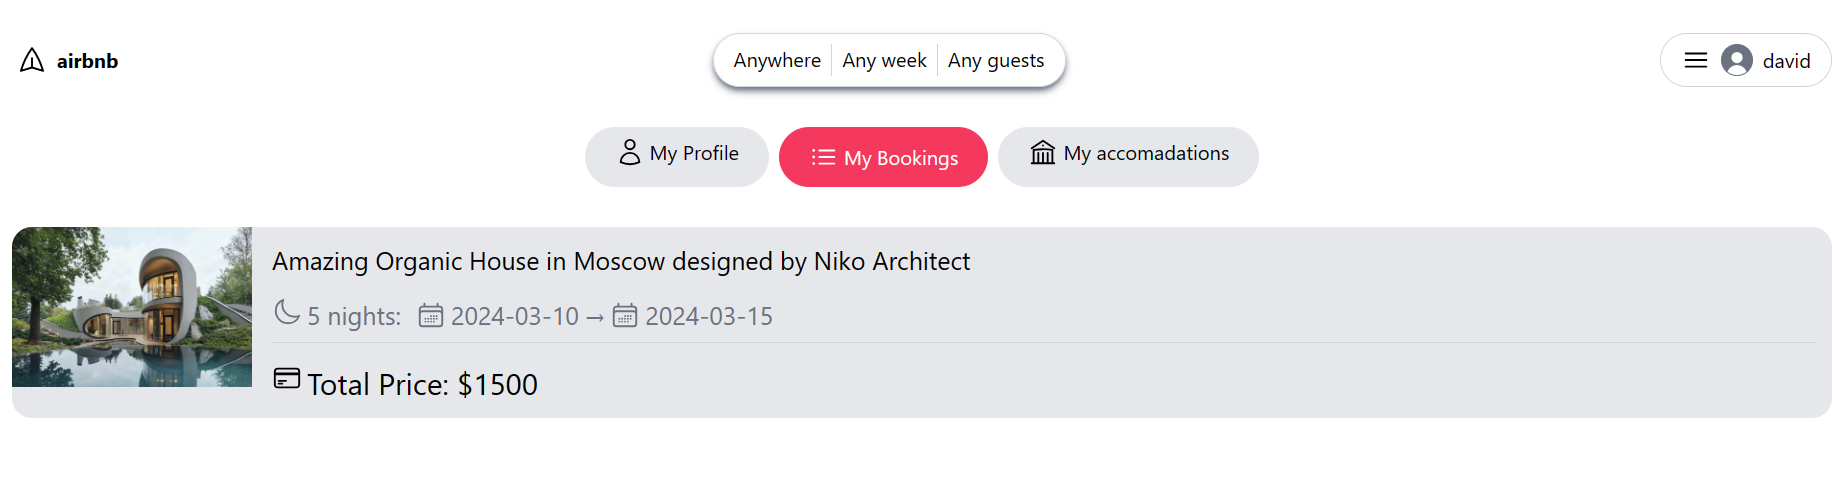 airbnb
Anywhere Any week Any guests
david
My Profile
My Bookings
My accomadations
Amazing Organic House in Moscow designed by Niko Architect
5 nights: 2024-03-10 → 2024-03-15
Total Price: $1500